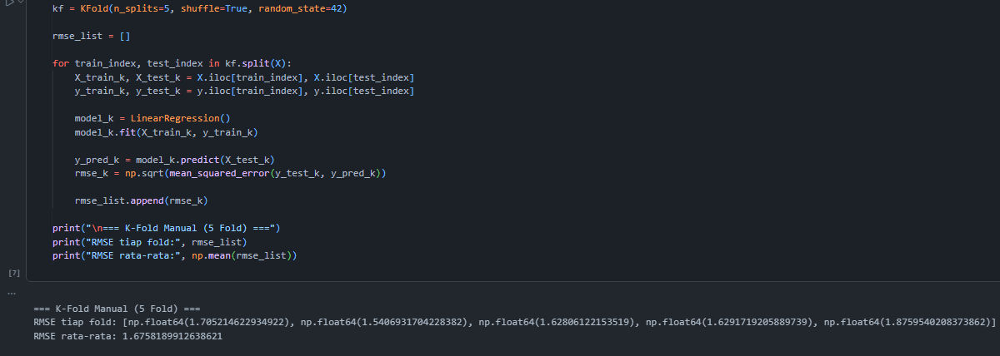 kf = KFold(n_splits=5, shuffle=True, random_state=42)
rmse_list = []
for train_index, test_index in kf.split(X):
X_train_k, X_test_k = X.iloc[train_index], X.iloc[test_index]
y_train_k, y_test_k = y.iloc[train_index], y.iloc[test_index]
model_k = LinearRegression()
model_k.fit(X_train_k, y_train_k)
y_pred_k = model_k.predict(X_test_k)
rmse_k = np.sqrt(mean_squared_error(y_test_k, y_pred_k))
rmse_list.append(rmse_k)
print("\n=== K-Fold Manual (5 Fold) ===")
print("RMSE tiap fold:", rmse_list)
print("RMSE rata-rata:", np.mean(rmse_list))
[7]
...
=== K-Fold Manual (5 Fold) ===
RMSE tiap fold: [np.float64(1.705214622934922), np.float64(1.5406931704228382), np.float64(1.62806122153519), np.float64(1.6291719205889739), np.float64(1.8759540208373862)]
RMSE rata-rata: 1.6758189912638621